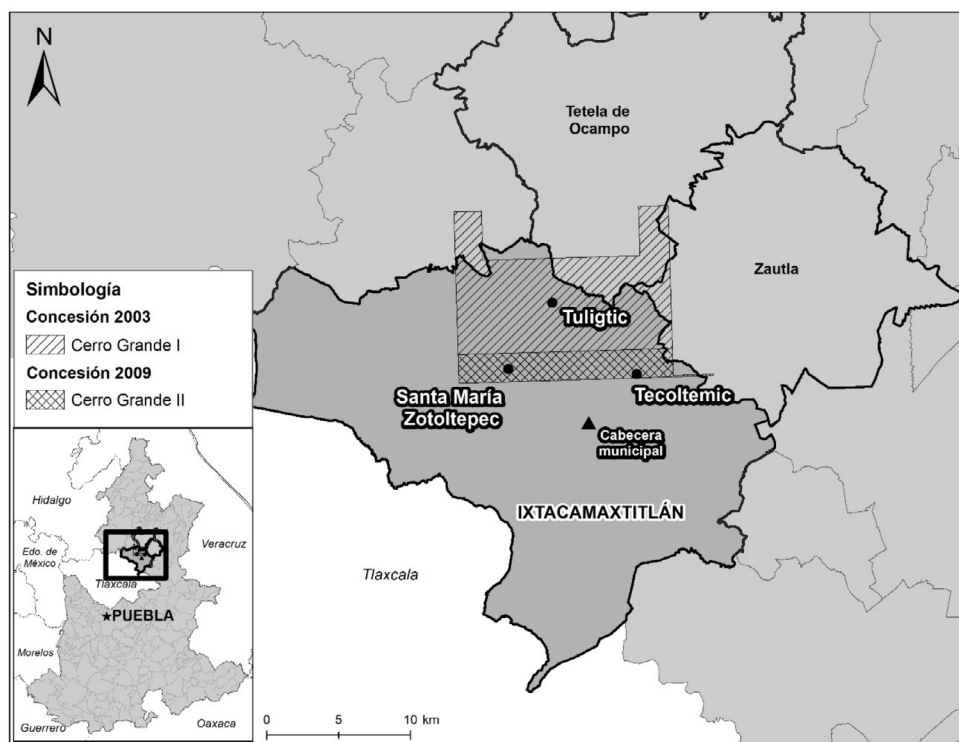 N
Tetela de
Ocampo
Zautla
Tuligtic
Santa María
Zotoltepec
Tecoltemic
Cabecera
municipal
IXTACAMAXTITLÁN
Tlaxcala
Simbología
Concesión 2003
Cerro Grande I
Concesión 2009
Cerro Grande II
Hidalgo
Edo. de
México
Veracruz
Tlaxcala
★PUEBLA
Morelos
Guerrero
Oaxaca
0 5 10 km